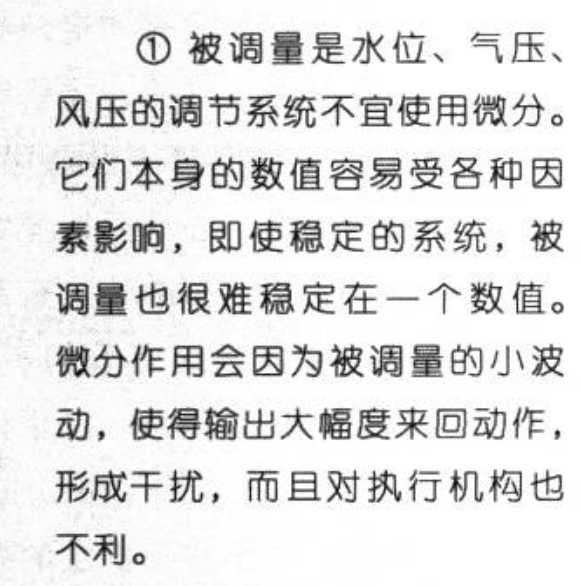 ① 被调量是水位、气压、
风压的调节系统不宜使用微分。
它们本身的数值容易受各种因
素影响，即使稳定的系统，被
调量也很难稳定在一个数值。
微分作用会因为被调量的小波
动，使得输出大幅度来回动作，
形成干扰，而且对执行机构也
不利。